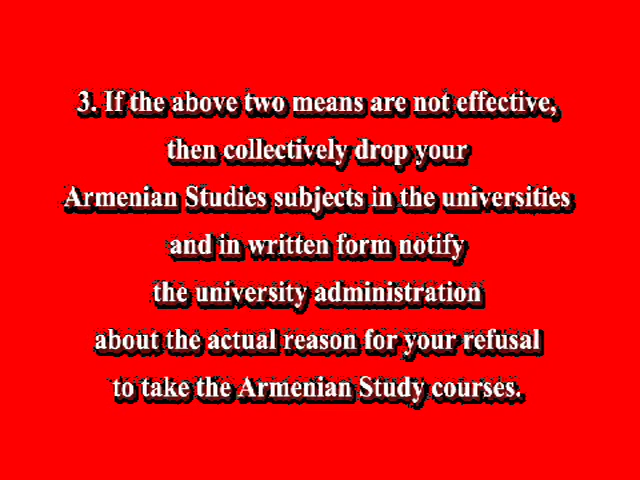 3. If the above two means are not effective,
then collectively drop your
Armenian Studies subjects in the universities
and in written form notify
the university administration
about the actual reason for your refusal
to take the Armenian Study courses.